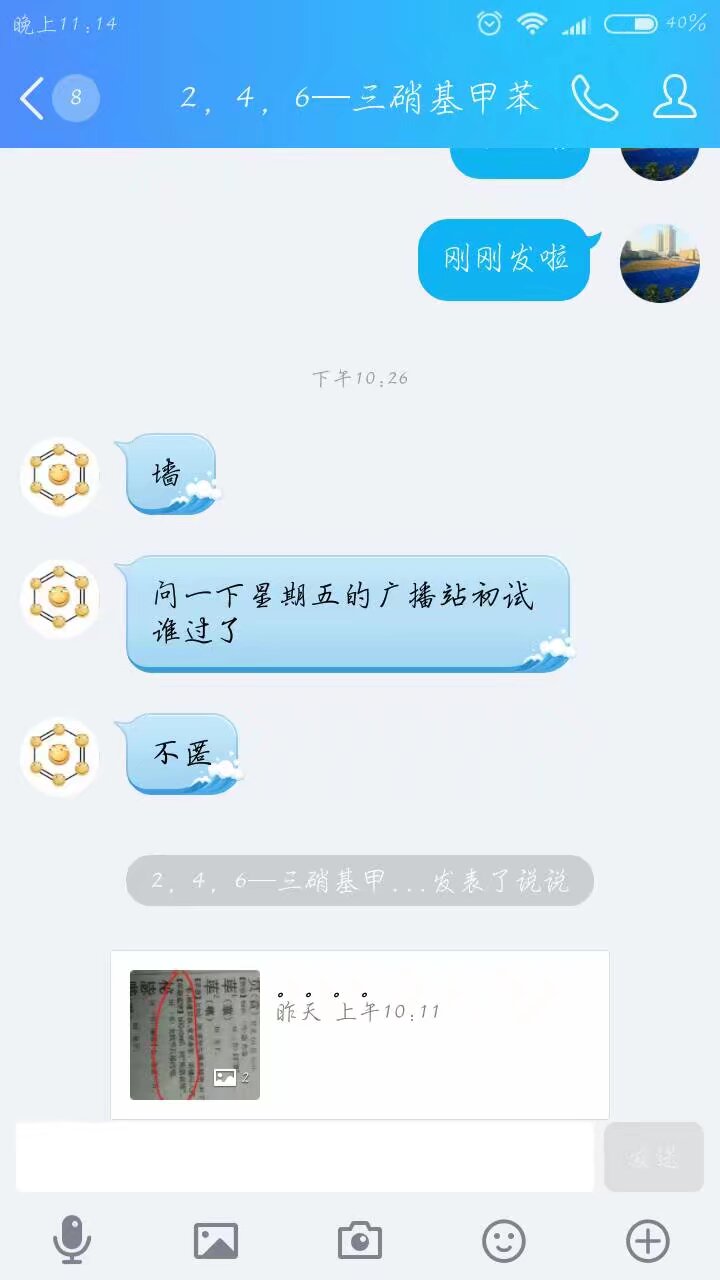 晚上11:14
40%
8
2，4，6—三硝基甲苯
刚刚发啦
下午10:26
墙
问一下星期五的广播站初试
谁过了
不匿
2，4，6—三硝基甲...发表了说说
。。。。
昨天 上午10:11
2
发送